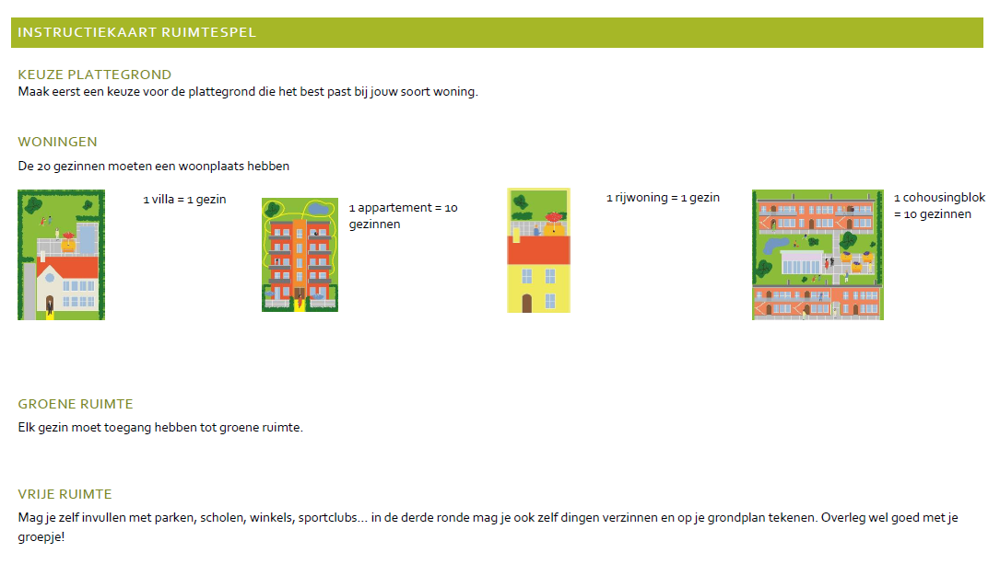 INSTRUCTIEKAART RUIMTESPEL
KEUZE PLATTEGROND
Maak eerst een keuze voor de plattegrond die het best past bij jouw soort woning.
WONINGEN
De 20 gezinnen moeten een woonplaats hebben
1 villa = 1 gezin
1 appartement = 10
gezinnen
1 rijwoning = 1 gezin
1 cohousingblok
= 10 gezinnen
GROENE RUIMTE
Elk gezin moet toegang hebben tot groene ruimte.
VRIJE RUIMTE
Mag je zelf invullen met parken, scholen, winkels, sportclubs... in de derde ronde mag je ook zelf dingen verzinnen en op je grondplan tekenen. Overleg wel goed met je
groepje!